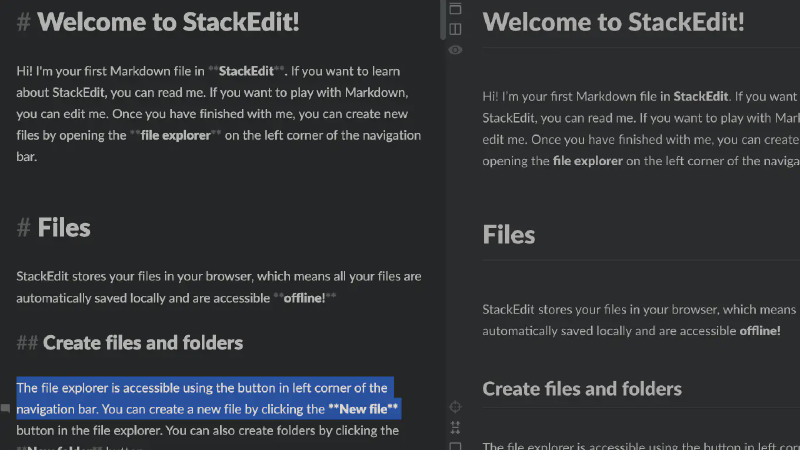 # Welcome to StackEdit!
Hi! I'm your first Markdown file in **StackEdit**. If you want to learn
about StackEdit, you can read me. If you want to play with Markdown,
you can edit me. Once you have finished with me, you can create new
files by opening the **file explorer** on the left corner of the navigation
bar.
# Files
StackEdit stores your files in your browser, which means all your files are
automatically saved locally and are accessible **offline!**
## Create files and folders
The file explorer is accessible using the button in left corner of the
navigation bar. You can create a new file by clicking the **New file**
button in the file explorer. You can also create folders by clicking the
**New folder** button.
Welcome to StackEdit!
Hi! I'm your first Markdown file in StackEdit. If you want
StackEdit, you can read me. If you want to play with Mar
edit me. Once you have finished with me, you can create
opening the file explorer on the left corner of the naviga
Files
StackEdit stores your files in your browser, which means
automatically saved locally and are accessible offline!
Create files and folders
The file explorer is accessible using the button in left corner